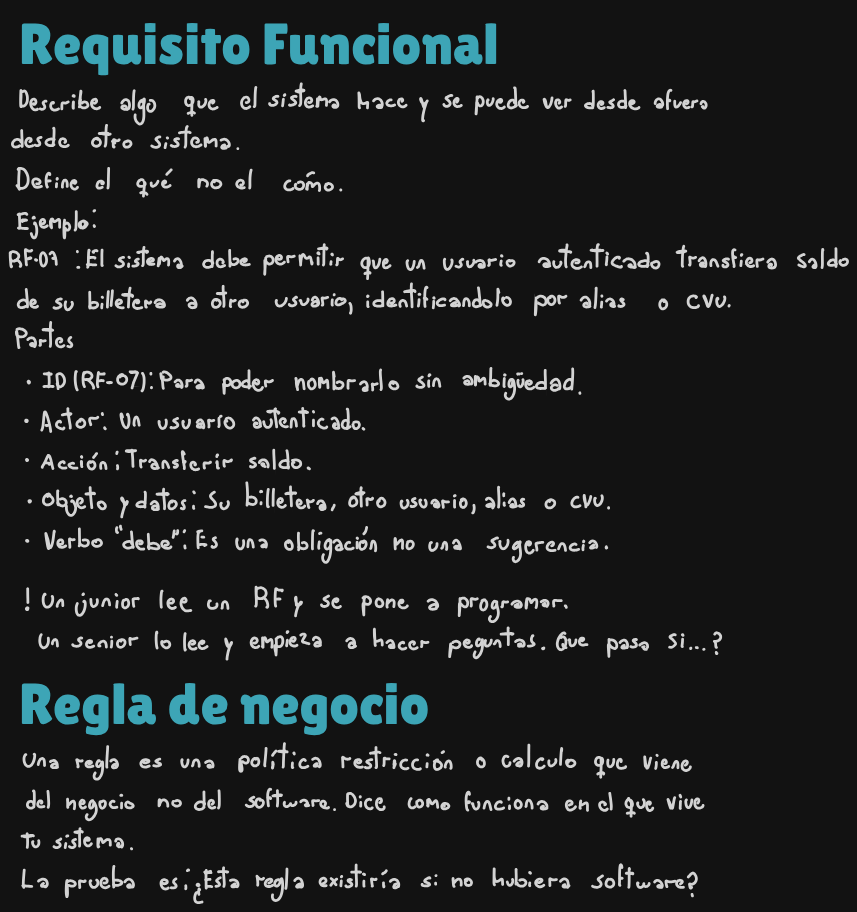 Requisito Funcional
Describe algo que el sistema hace y se puede ver desde afuera
desde otro sistema.
Define el qué no el cómo.
Ejemplo:
RF-07 : El sistema debe permitir que un usuario autenticado transfiera saldo
de su billetera a otro usuario, identificandolo por alias o CVU.
Partes
• ID (RF-07): Para poder nombrarlo sin ambigüedad.
• Actor: Un usuario autenticado.
• Acción: Transferir saldo.
• Objeto y datos: Su billetera, otro usuario, alias o CVU.
• Verbo "debe": Es una obligación no una sugerencia.
! Un junior lee un RF y se pone a programar.
Un senior lo lee y empieza a hacer peguntas. Que pasa si...?
Regla de negocio
Una regla es una política restricción o calculo que viene
del negocio no del software. Dice como funciona en el que vive
tu sistema.
La prueba es: ¿Esta regla existiría si no hubiera software?